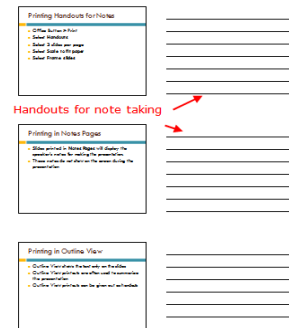 Printing Handouts for Notes
Office Button > Print
Select Handouts
Select 3 slides per page
Select Scale to fit paper
Select Frame slides
Handouts for note taking
Printing in Notes Pages
Slides printed in Notes Pages will display the
speaker's notes for making the presentation
These notes do not show on the screen during the
presentation
Printing in Outline View
Outline View shows the text only on the slides
Outline View printouts are often used to summarize
the presentation
Outline View printouts can be given out as handouts